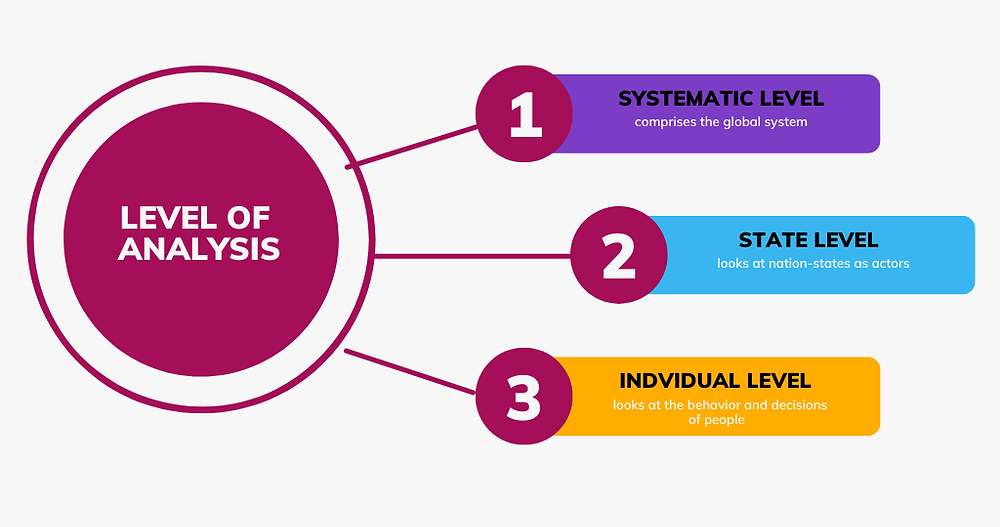 LEVEL OF
ANALYSIS
1
SYSTEMATIC LEVEL
comprises the global system
2
STATE LEVEL
looks at nation-states as actors
3
INDVIDUAL LEVEL
looks at the behavior and decisions
of people